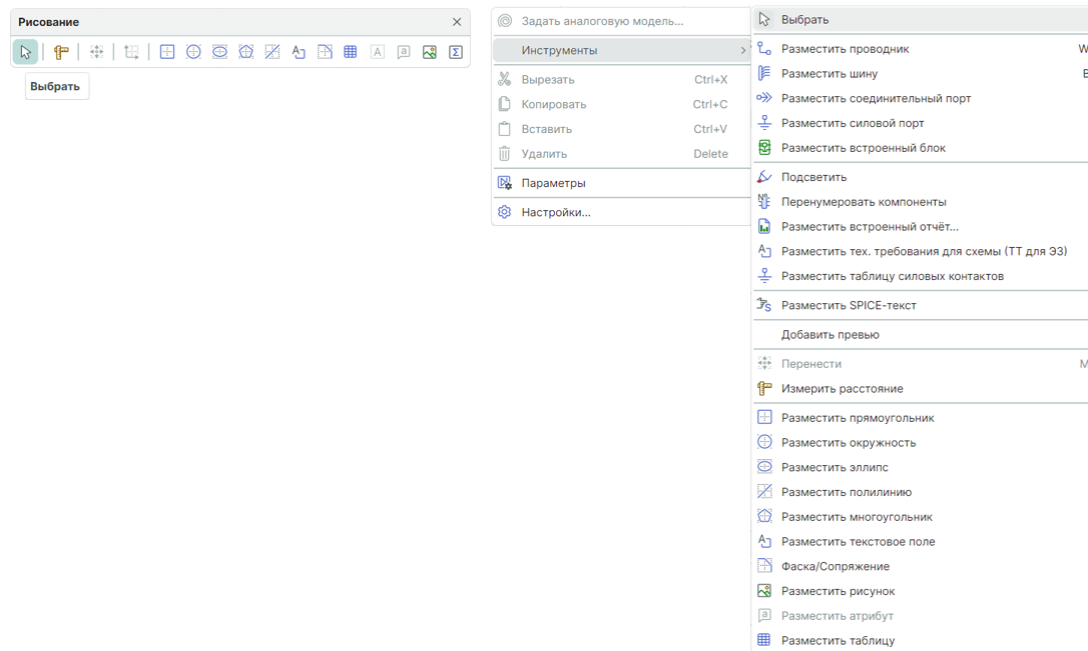 Рисование
Выбрать
Задать аналоговую модель...
Инструменты
Вырезать Ctrl+X
Копировать Ctrl+C
Вставить Ctrl+V
Удалить Delete
Параметры
Настройки...
Выбрать
Разместить проводник W
Разместить шину
Разместить соединительный порт
Разместить силовой порт
Разместить встроенный блок
Подсветить
Перенумеровать компоненты
Разместить встроенный отчёт...
Разместить тех. требования для схемы (ТТ для ЭЗ)
Разместить таблицу силовых контактов
Разместить SPICE-текст
Добавить превью
Перенести
Измерить расстояние
Разместить прямоугольник
Разместить окружность
Разместить эллипс
Разместить полилинию
Разместить многоугольник
Разместить текстовое поле
Фаска/Сопряжение
Разместить рисунок
Разместить атрибут
Разместить таблицу